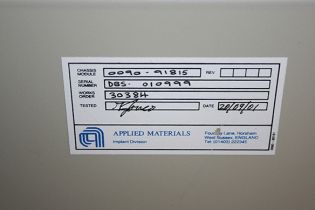 CHASSIS MODULE 0090-91815 REV
SERIAL NUMBER DBS- 010999
WORKS ORDER 30384
TESTED DATE 20/09/01
APPLIED MATERIALS
Implant Division
Foundry Lane, Horsham
West Sussex, ENGLAND
Tel (01403) 222345